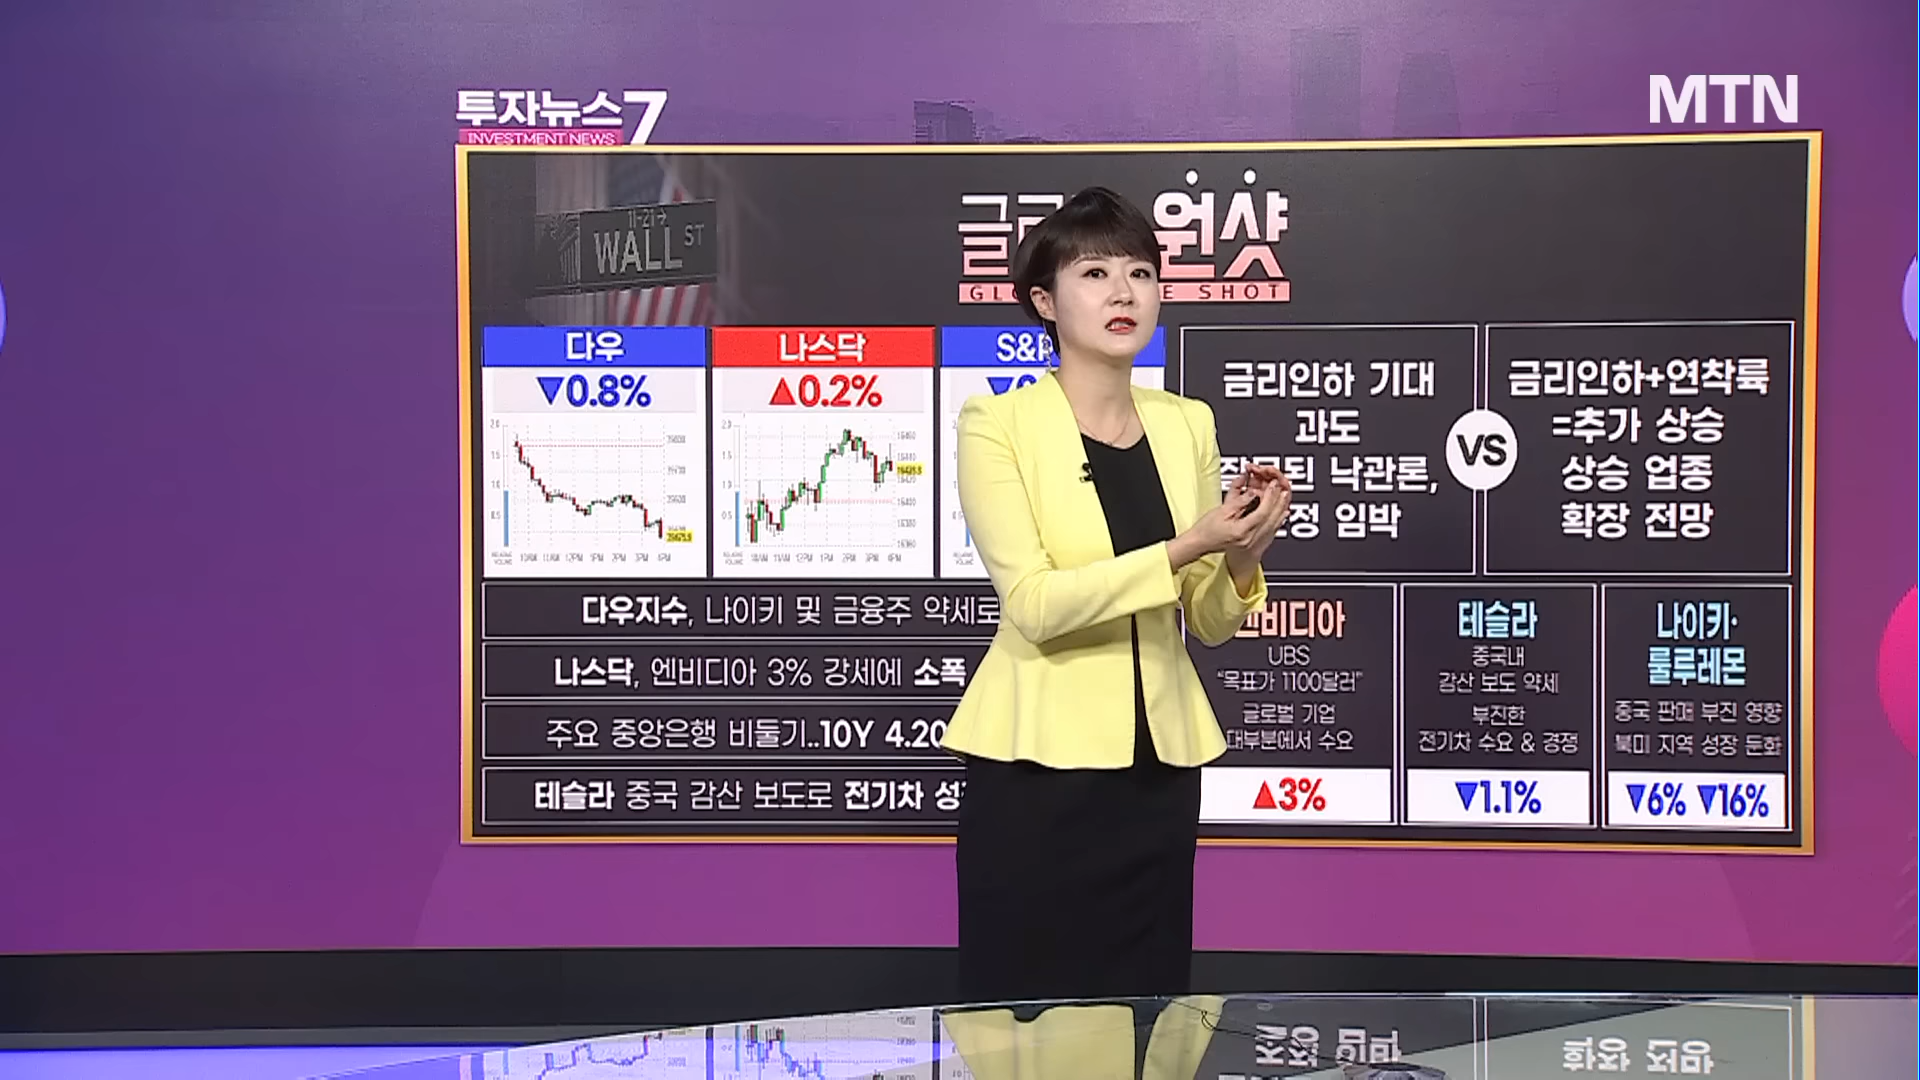 MTN
투자뉴스7
INVESTMENT NEWS
WALL ST
원샷
SHOT
다우
▼0.8%
나스닥
▲0.2%
금리인하 기대
과도
낙관론,
임박
VS
금리인하+연착륙
=추가 상승
상승 업종
확장 전망
다우지수, 나이키 및 금융주 약세로
나스닥, 엔비디아 3% 강세에 소폭
주요 중앙은행 비둘기..10Y
테슬라 중국 감산 보도로 전기차
엔비디아
UBS
"목표가 1100달러"
글로벌 기업
대부분에서 수요
▲3%
테슬라
중국내
감산 보도 약세
부진한
전기차 수요 & 경쟁
▼1.1%
나이키·
룰루레몬
중국 판매 부진 영향
북미 지역 성장 둔화
▼6% ▼16%